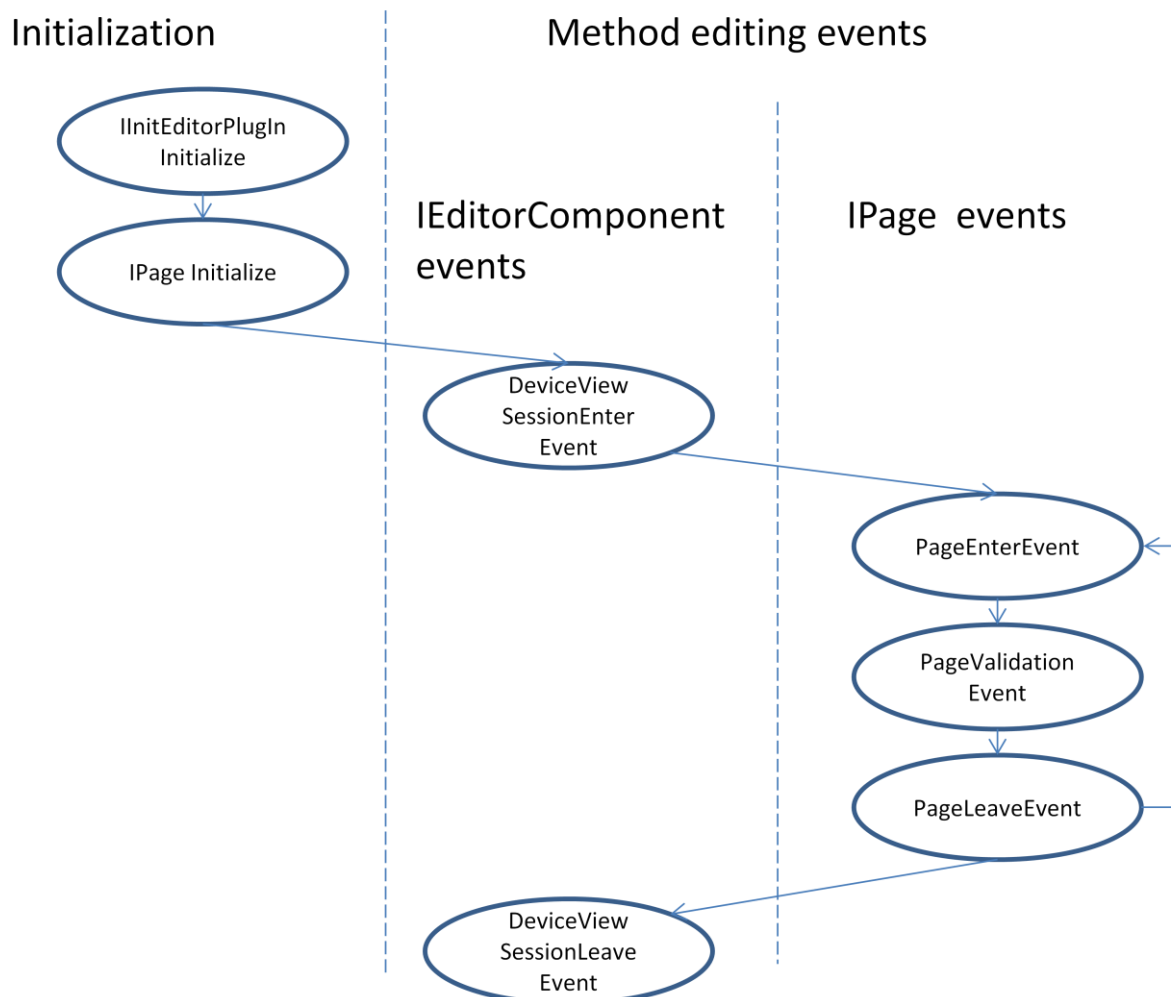 Initialization
Method editing events
IInitEditorPlugIn
Initialize
IPage Initialize
IEditorComponent
events
IPage  events
DeviceView
SessionEnter
Event
PageEnterEvent
PageValidation
Event
PageLeaveEvent
DeviceView
SessionLeave
Event